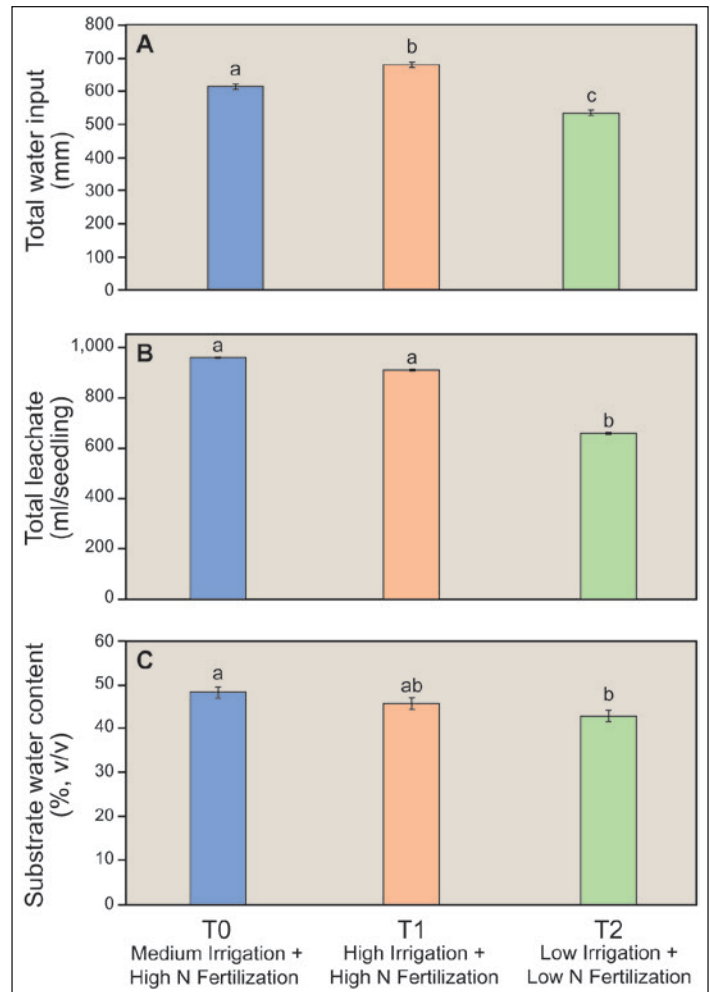 A
Total water input
(mm)
800
700
600
500
400
300
200
100
0
a
b
c
B
Total leachate
(ml/seedling)
1,000
800
600
400
200
0
a
a
b
C
Substrate water content
(%, v/v)
60
50
40
30
20
10
0
a
ab
b
T0
Medium Irrigation +
High N Fertilization
T1
High Irrigation +
High N Fertilization
T2
Low Irrigation +
Low N Fertilization